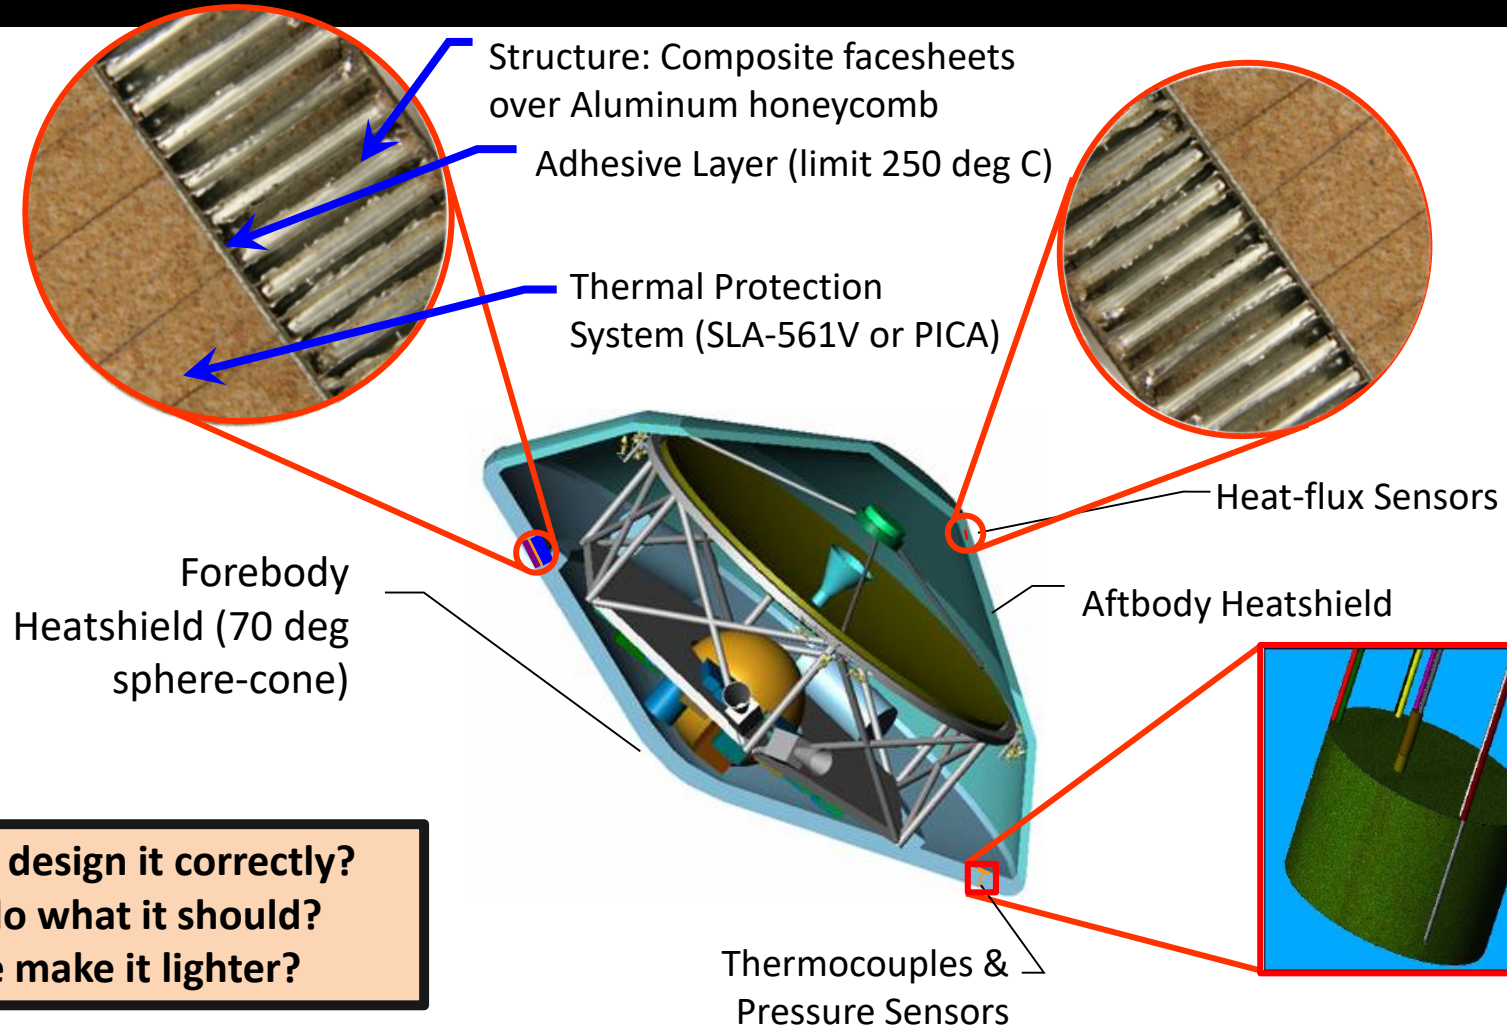 Structure: Composite facesheets
over Aluminum honeycomb
Adhesive Layer (limit 250 deg C)
Thermal Protection
System (SLA-561V or PICA)
Heat-flux Sensors
Forebody
Heatshield (70 deg
sphere-cone)
Aftbody Heatshield
design it correctly?
what it should?
make it lighter?
Thermocouples &
Pressure Sensors